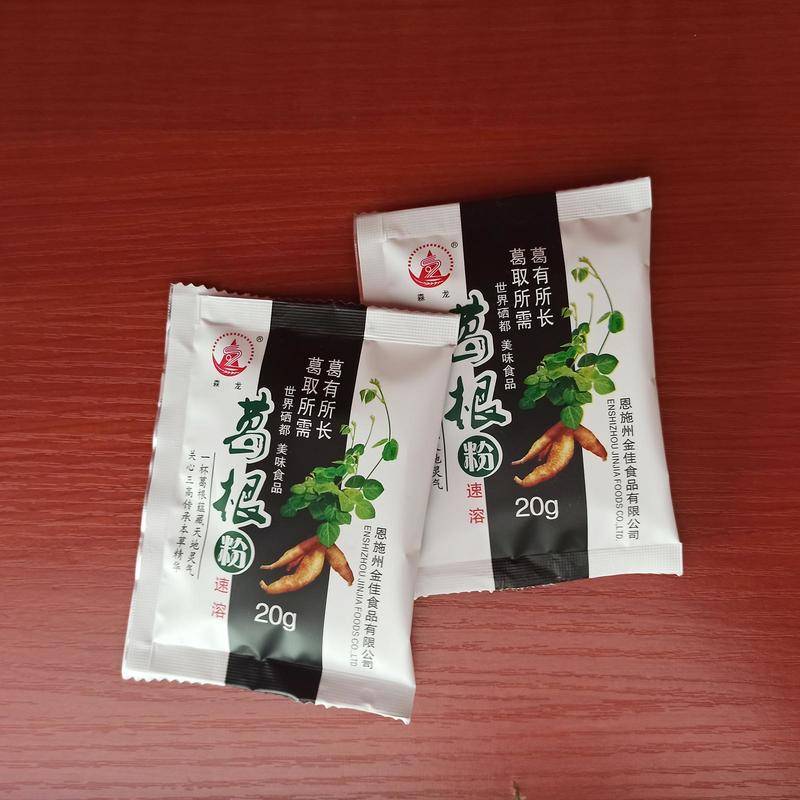 ®
森龙
葛有所长
葛取所需
世界硒都 美味食品
葛根粉
速溶
一杯葛根蕴藏天地灵气
关心三高传承本草精华
20g
恩施州金佳食品有限公司
ENSHIZHOU JINJIA FOODS CO.,LTD
®
森龙
葛有所长
葛取所需
世界硒都 美味食品
葛根粉
速溶
地灵气
20g
恩施州金佳食品有限公司
ENSHIZHOU JINJIA FOODS CO.,LTD